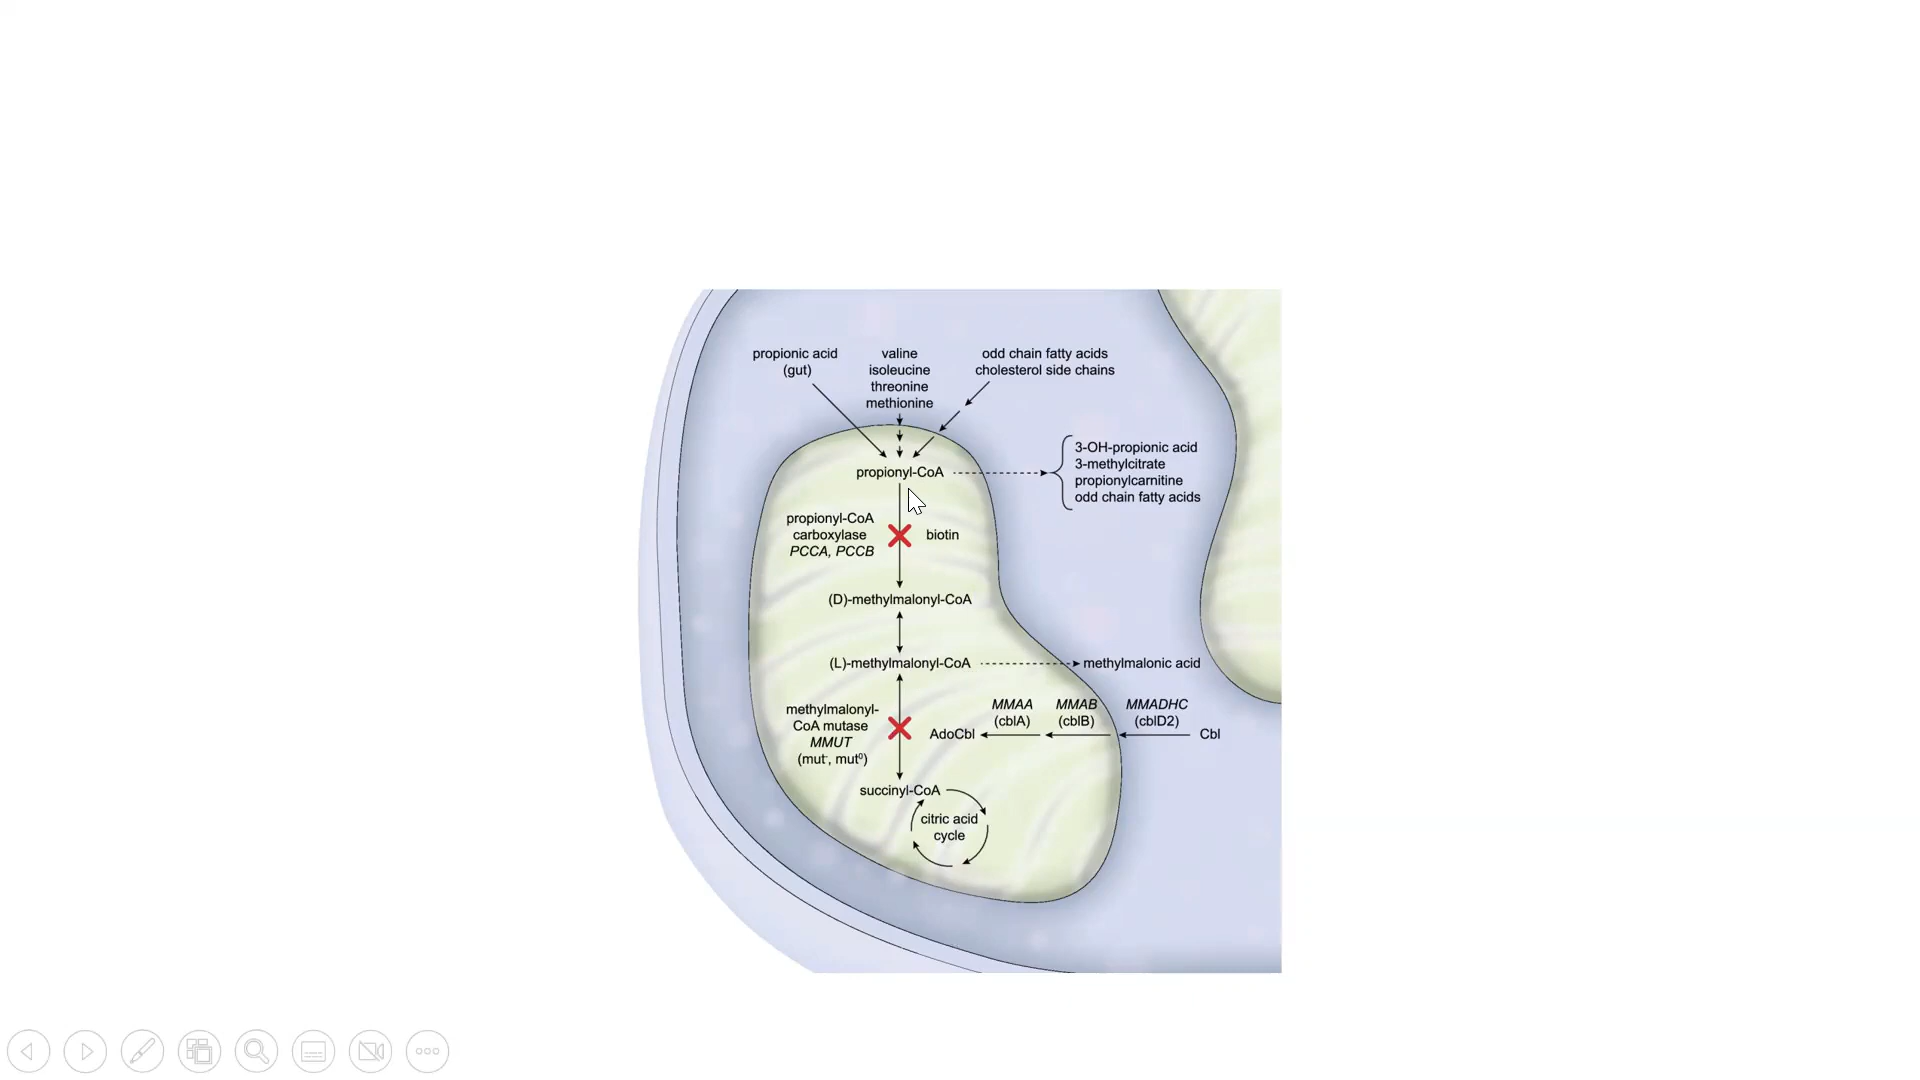 propionic acid
(gut)
valine
isoleucine
threonine
methionine
odd chain fatty acids
cholesterol side chains
propionyl-CoA
3-OH-propionic acid
3-methylcitrate
propionylcarnitine
odd chain fatty acids
propionyl-CoA
carboxylase
PCCA, PCCB
biotin
(D)-methylmalonyl-CoA
(L)-methylmalonyl-CoA
methylmalonic acid
methylmalonyl-
CoA mutase
MMUT
(mut⁻, mut⁰)
AdoCbl
MMAA
(cblA)
MMAB
(cblB)
MMADHC
(cblD2)
Cbl
succinyl-CoA
citric acid
cycle